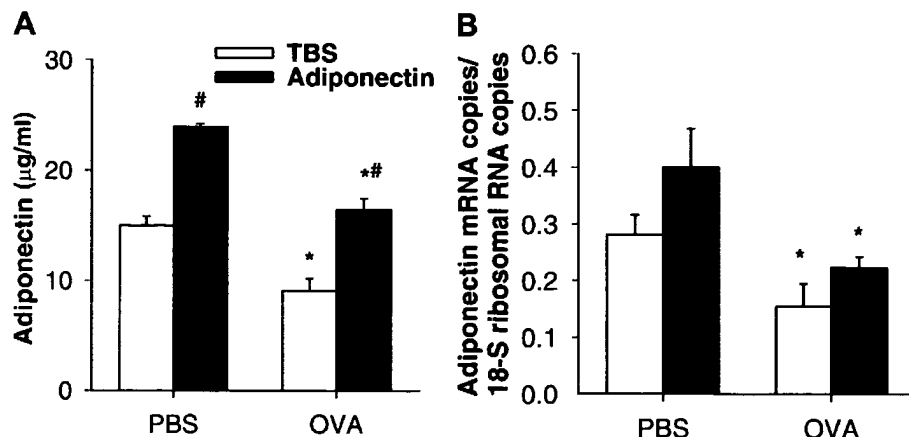 A
Adiponectin (μg/ml)
30
20
10
0
TBS
Adiponectin
#
*
*#
PBS
OVA
B
Adiponectin mRNA copies/
18-S ribosomal RNA copies
0.6
0.5
0.4
0.3
0.2
0.1
0.0
*
*
PBS
OVA